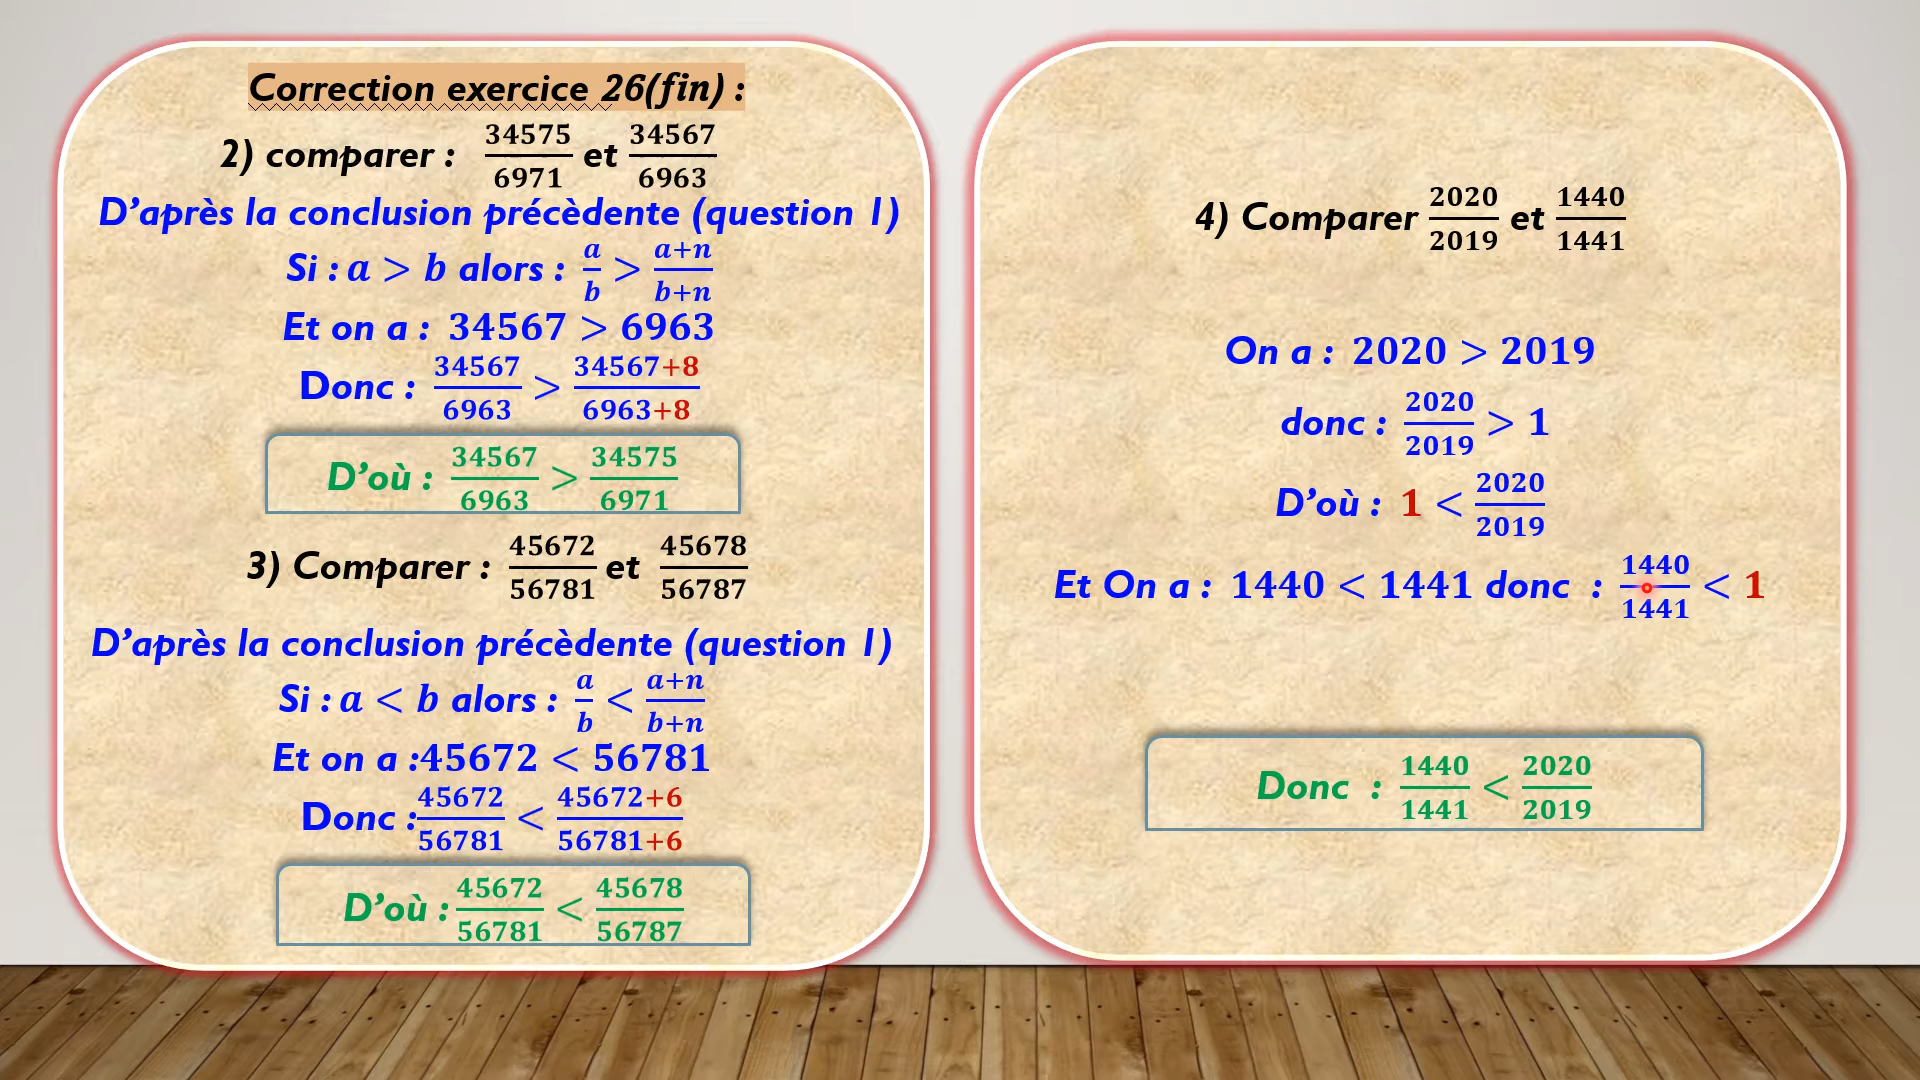 Correction exercice 26(fin) :
2) comparer : 34575/6971 et 34567/6963
D’après la conclusion précèdente (question 1)
Si : a > b alors : a/b > a+n/b+n
Et on a : 34567 > 6963
Donc : 34567/6963 > 34567+8/6963+8
D’où : 34567/6963 > 34575/6971
3) Comparer : 45672/56781 et 45678/56787
D’après la conclusion précèdente (question 1)
Si : a < b alors : a/b < a+n/b+n
Et on a :45672 < 56781
Donc :45672/56781 < 45672+6/56781+6
D’où : 45672/56781 < 45678/56787
4) Comparer 2020/2019 et 1440/1441
On a : 2020 > 2019
donc : 2020/2019 > 1
D’où : 1 < 2020/2019
Et On a : 1440 < 1441 donc : 1440/1441 < 1
Donc : 1440/1441 < 2020/2019